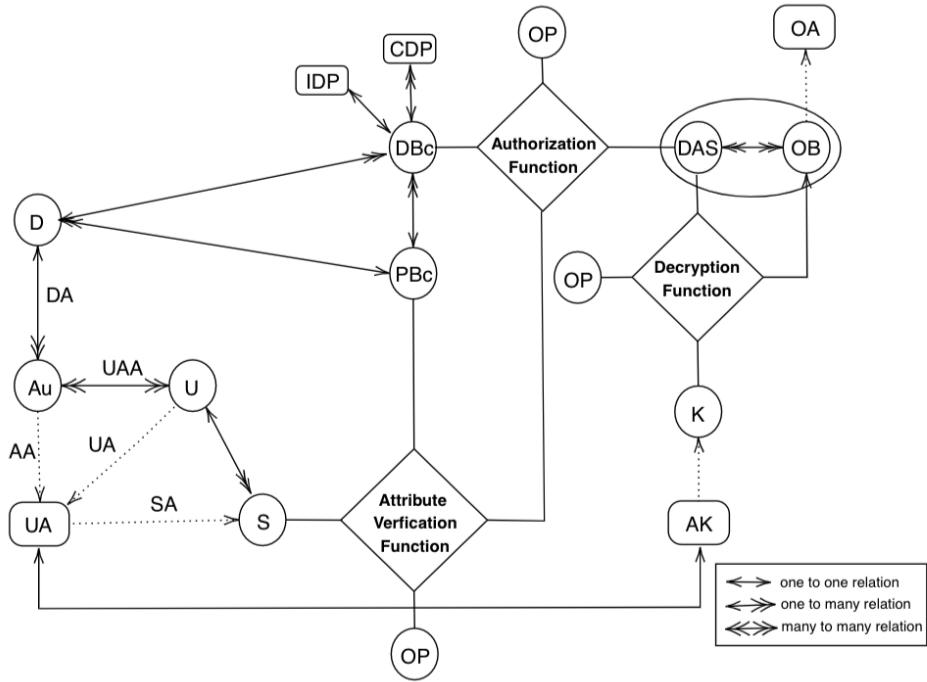 OP
OA
CDP
IDP
DBc
Authorization
Function
DAS
OB
D
PBc
OP
Decryption
Function
DA
UAA
Au
U
K
AA
UA
SA
UA
S
Attribute
Verfication
Function
AK
one to one relation
one to many relation
many to many relation
OP